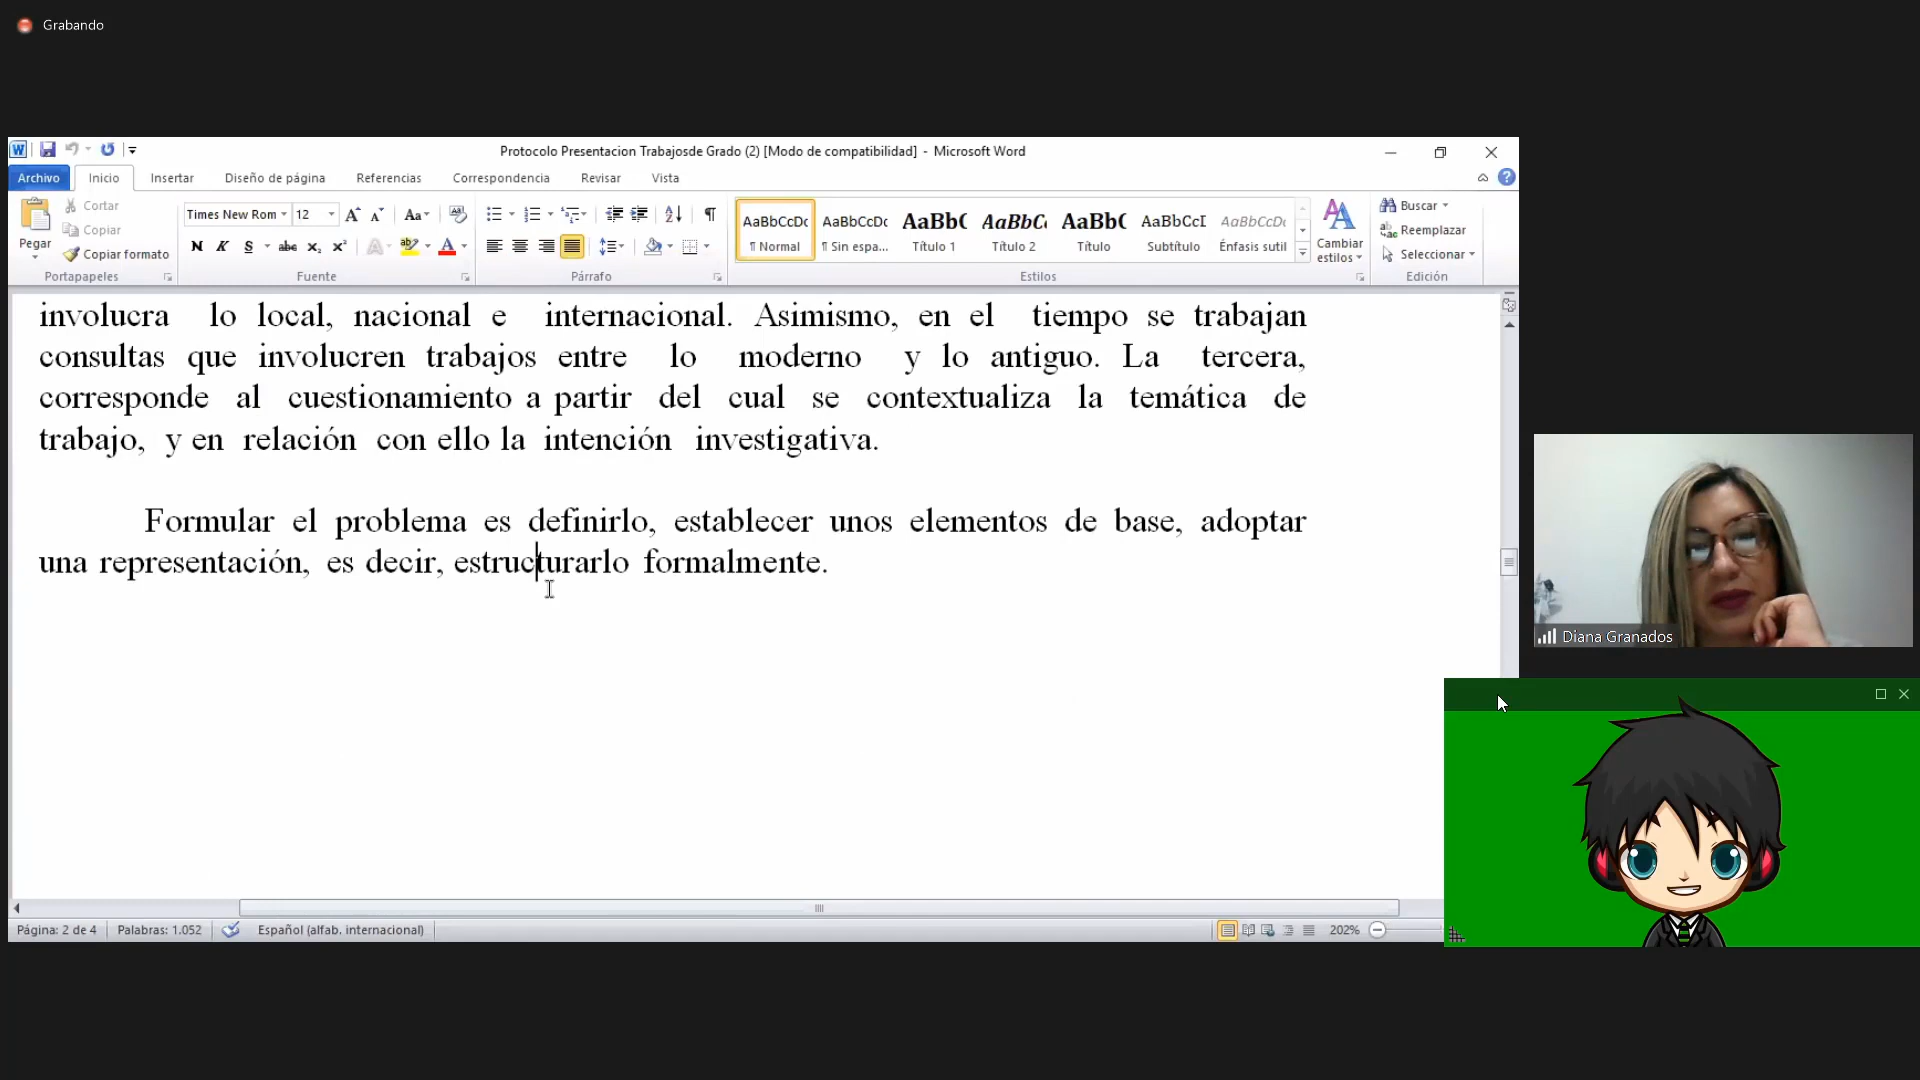 Grabando
Protocolo Presentacion Trabajosde Grado (2) [Modo de compatibilidad] - Microsoft Word
Archivo Inicio Insertar Diseño de página Referencias Correspondencia Revisar Vista
Pegar
Cortar
Copiar
Copiar formato
Portapapeles
Times New Rom 12
Fuente
Párrafo
AaBbCcDc AaBbCcDc AaBbC AaBbCc AaBbC AaBbCcI AaBbCcDc
¶ Normal ¶ Sin espa... Título 1 Título 2 Título Subtítulo Énfasis sutil
Estilos
Cambiar
estilos
Buscar
Reemplazar
Seleccionar
Edición
involucra lo local, nacional e internacional. Asimismo, en el tiempo se trabajan
consultas que involucren trabajos entre lo moderno y lo antiguo. La tercera,
corresponde al cuestionamiento a partir del cual se contextualiza la temática de
trabajo, y en relación con ello la intención investigativa.
Formular el problema es definirlo, establecer unos elementos de base, adoptar
una representación, es decir, estructurarlo formalmente.
Diana Granados
Página: 2 de 4 Palabras: 1.052 Español (alfab. internacional) 202%